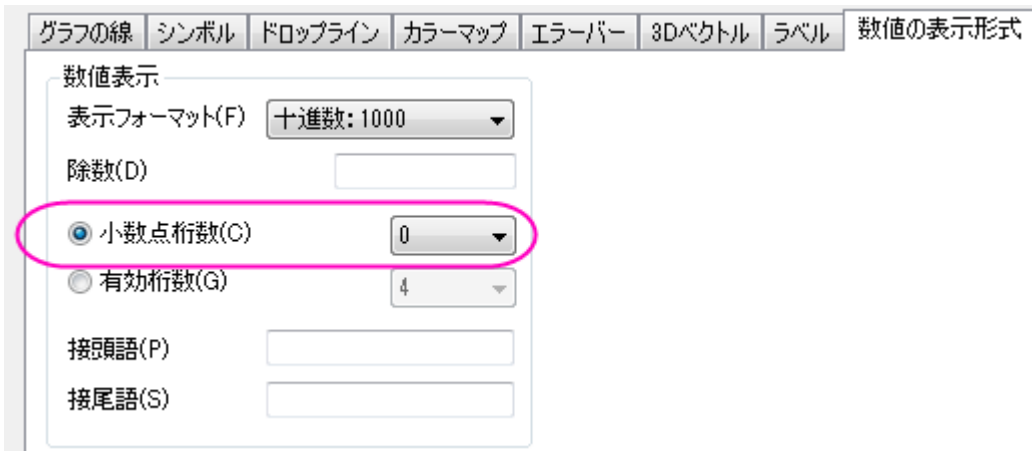 グラフの線 シンボル ドロップライン カラーマップ エラーバー 3Dベクトル ラベル 数値の表示形式
数値表示
表示フォーマット(F) 十進数: 1000
除数(D)
小数点桁数(C) 0
有効桁数(G) 4
接頭語(P)
接尾語(S)